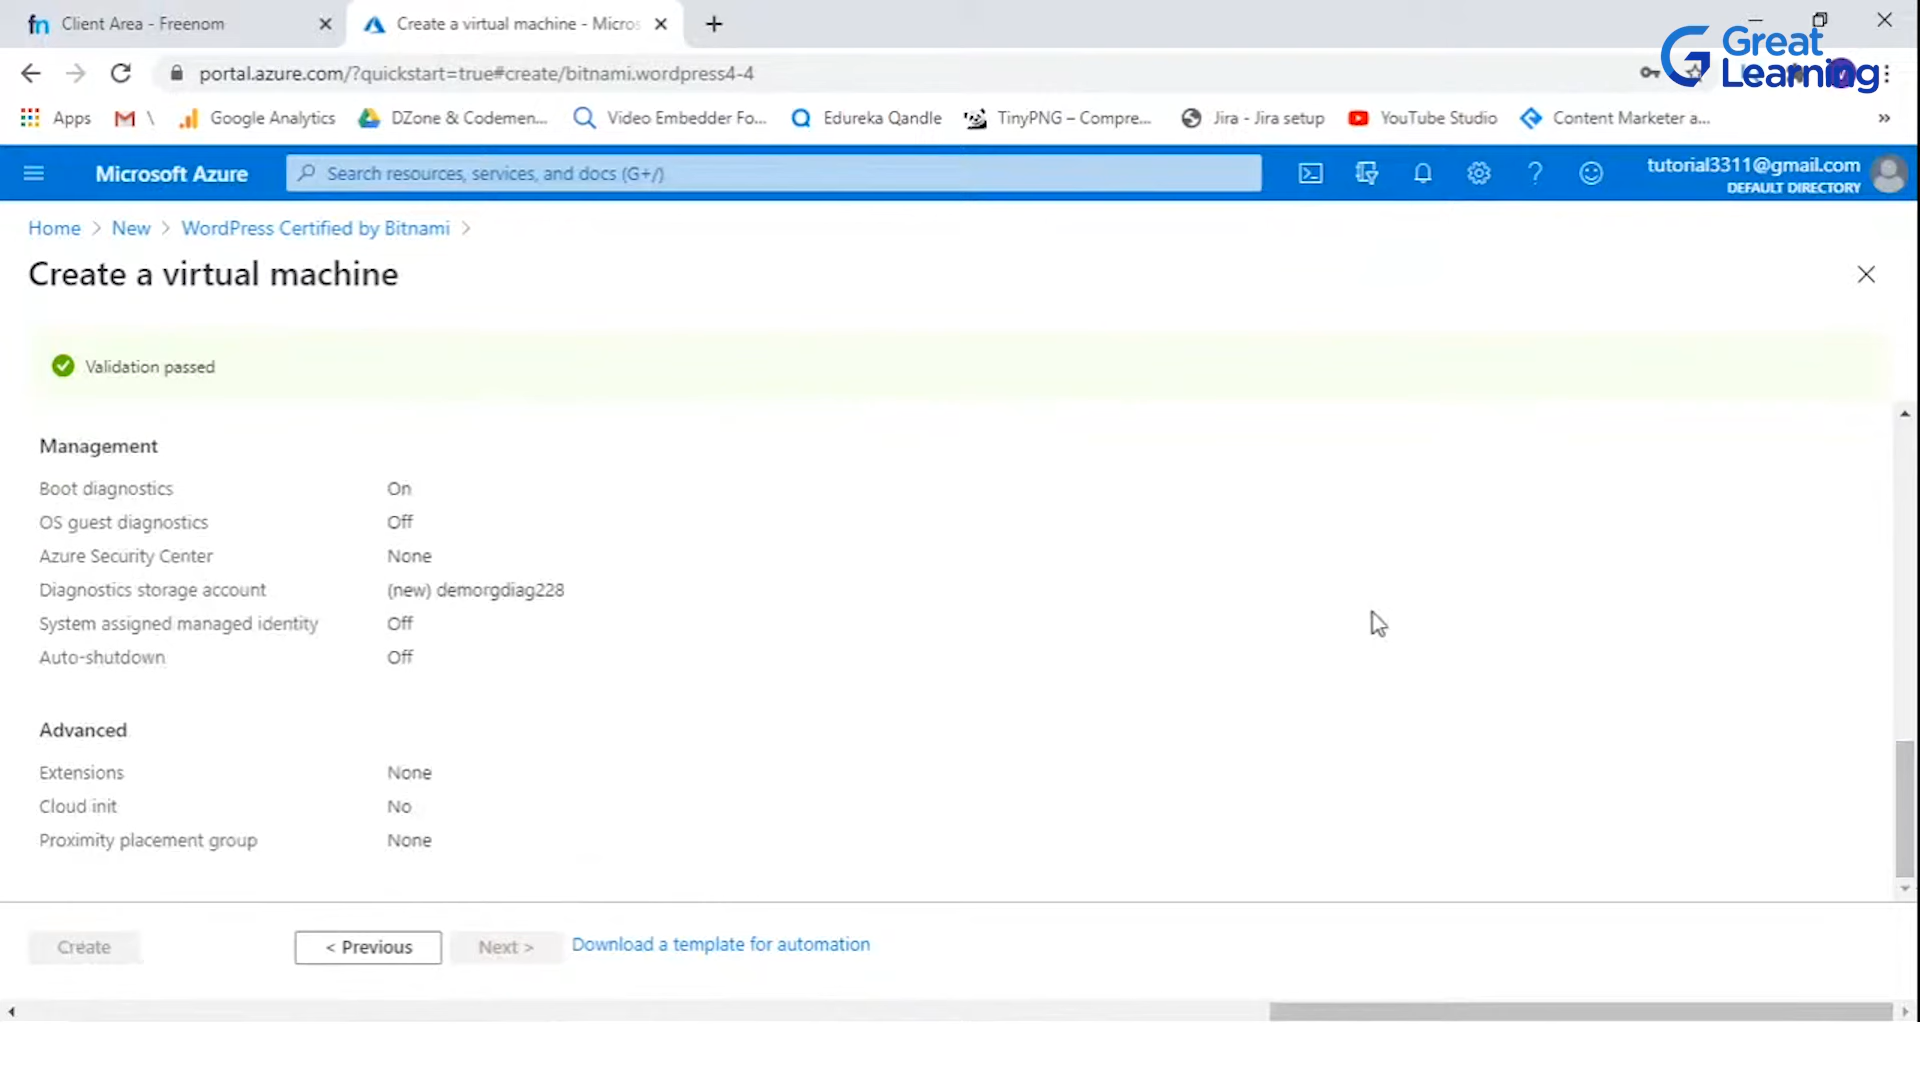 Client Area - Freenom
Create a virtual machine - Micros
Great Learning
portal.azure.com/?quickstart=true#create/bitnami.wordpress4-4
Apps
Google Analytics
DZone & Codemen...
Video Embedder Fo...
Edureka Qandle
TinyPNG – Compre...
Jira - Jira setup
YouTube Studio
Content Marketer a...
»
Microsoft Azure
Search resources, services, and docs (G+/)
tutorial3311@gmail.com
DEFAULT DIRECTORY
Home > New > WordPress Certified by Bitnami >
Create a virtual machine
Validation passed
Management
Boot diagnostics On
OS guest diagnostics Off
Azure Security Center None
Diagnostics storage account (new) demorgdiag228
System assigned managed identity Off
Auto-shutdown Off
Advanced
Extensions None
Cloud init No
Proximity placement group None
Create
< Previous
Next >
Download a template for automation